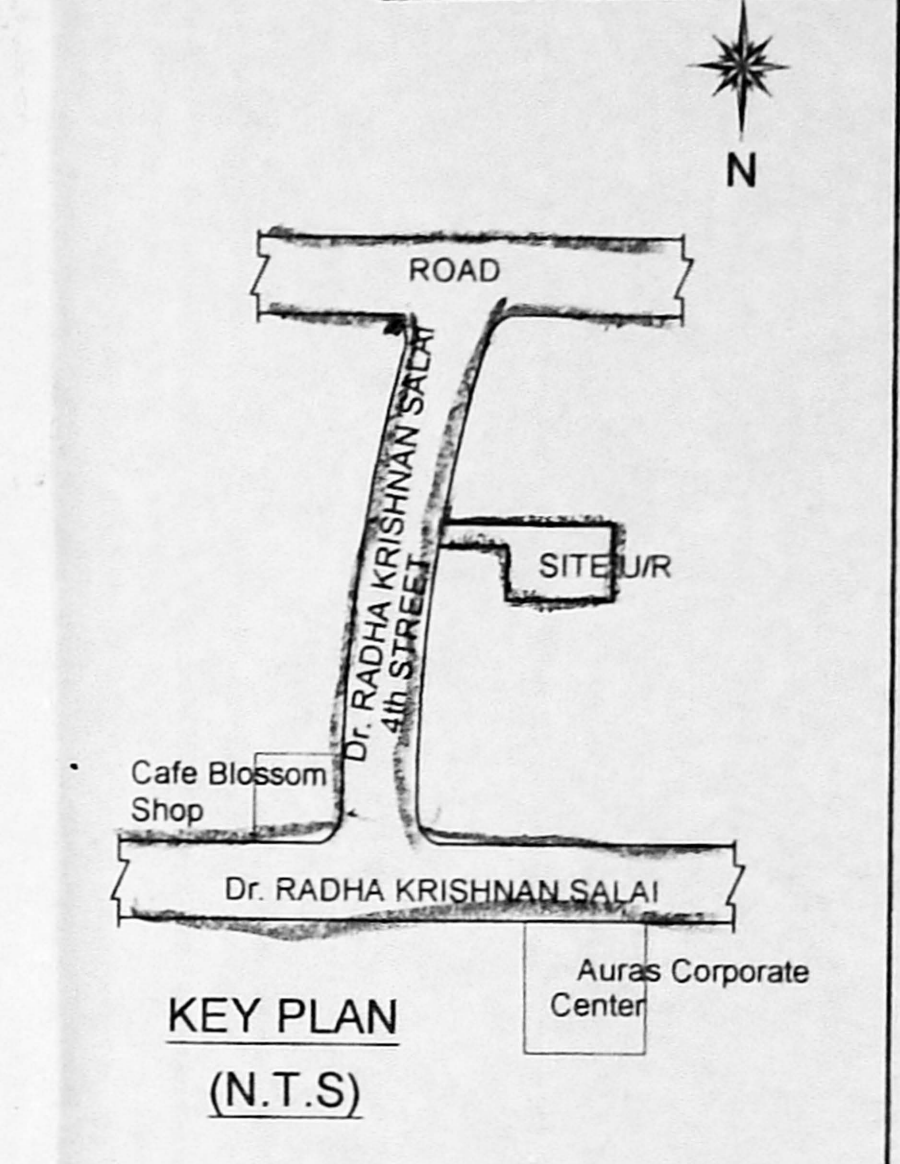 N
ROAD
Dr. RADHA KRISHNAN SALAI
4th STREET
SITE U/R
Cafe Blossom
Shop
Dr. RADHA KRISHNAN SALAI
Auras Corporate
Center
KEY PLAN
(N.T.S)